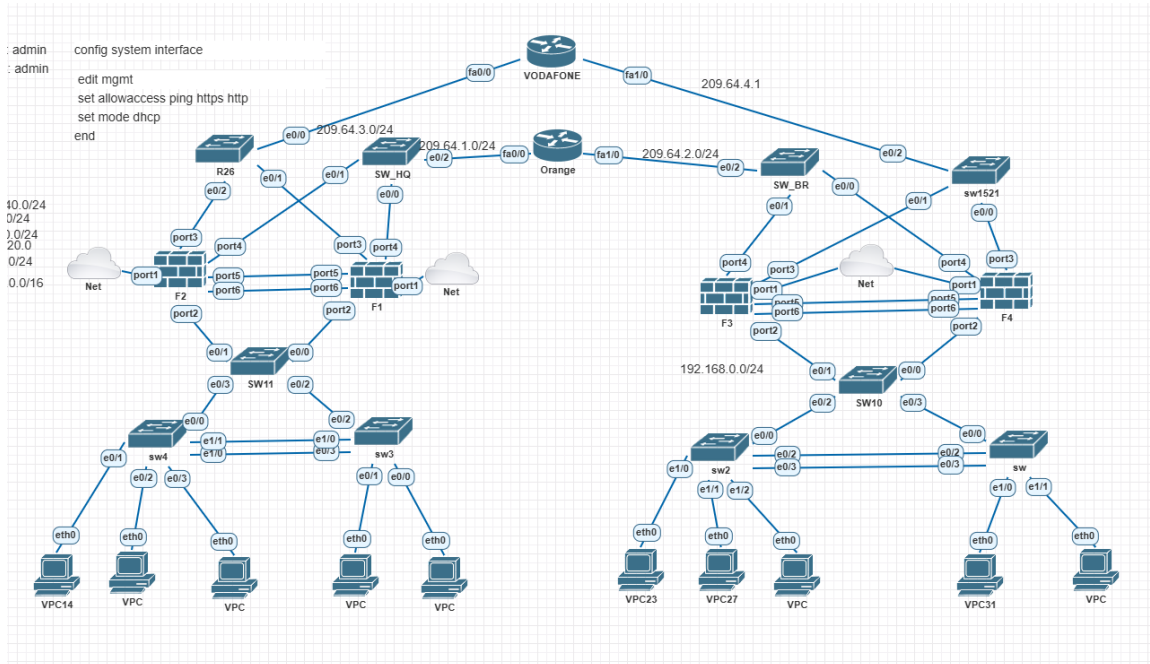 : admin
config system interface
: admin
edit mgmt
set allowaccess ping https http
set mode dhcp
end
VODAFONE
fa0/0
fa1/0
209.64.4.1
e0/0
209.64.3.0/24
R26
e0/1
e0/2
SW_HQ
209.64.1.0/24
e0/2
e0/1
e0/0
fa0/0
Orange
fa1/0
209.64.2.0/24
e0/2
SW_BR
e0/0
e0/1
e0/2
sw1521
e0/1
e0/0
40.0/24
0/24
0.0/24
20.0
0/24
0.0/16
Net
port1
port3
port4
port5
port6
F2
port2
port3
port4
port5
port6
port1
F1
port2
Net
port4
port3
port1
port5
port6
F3
port2
Net
port4
port3
port1
port5
port6
F4
port2
e0/1
e0/0
SW11
e0/3
e0/2
192.168.0.0/24
e0/1
e0/0
SW10
e0/2
e0/3
e0/0
sw4
e1/1
e1/0
e0/1
e0/2
e0/3
e0/2
e1/0
e0/3
sw3
e0/1
e0/0
e0/0
sw2
e0/2
e0/3
e1/0
e1/1
e1/2
e0/0
e0/2
e0/3
sw
e1/0
e1/1
eth0
eth0
eth0
eth0
eth0
eth0
eth0
eth0
eth0
eth0
VPC14
VPC
VPC
VPC
VPC
VPC23
VPC27
VPC
VPC31
VPC